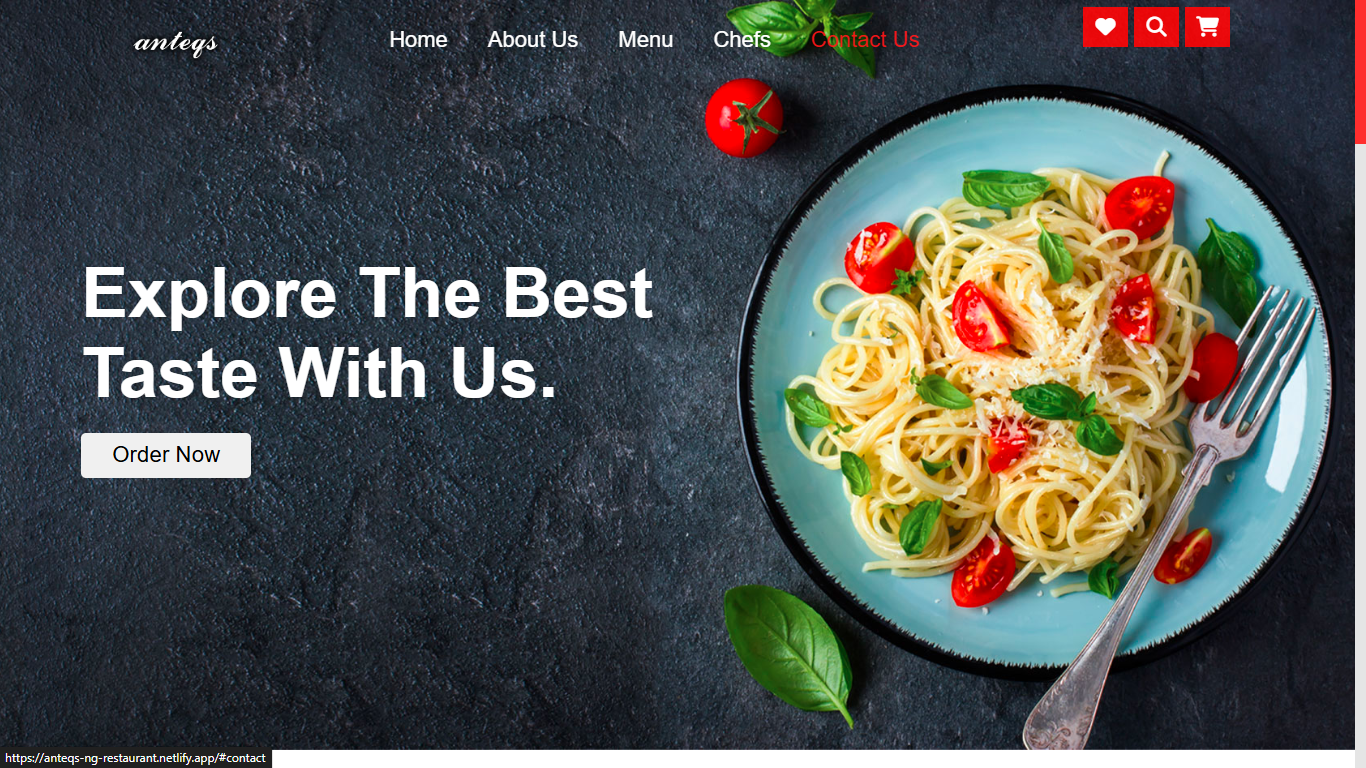 anteqs
Home About Us Menu Chefs Contact Us
Explore The Best
Taste With Us.
Order Now
https://anteqs-ng-restaurant.netlify.app/#contact